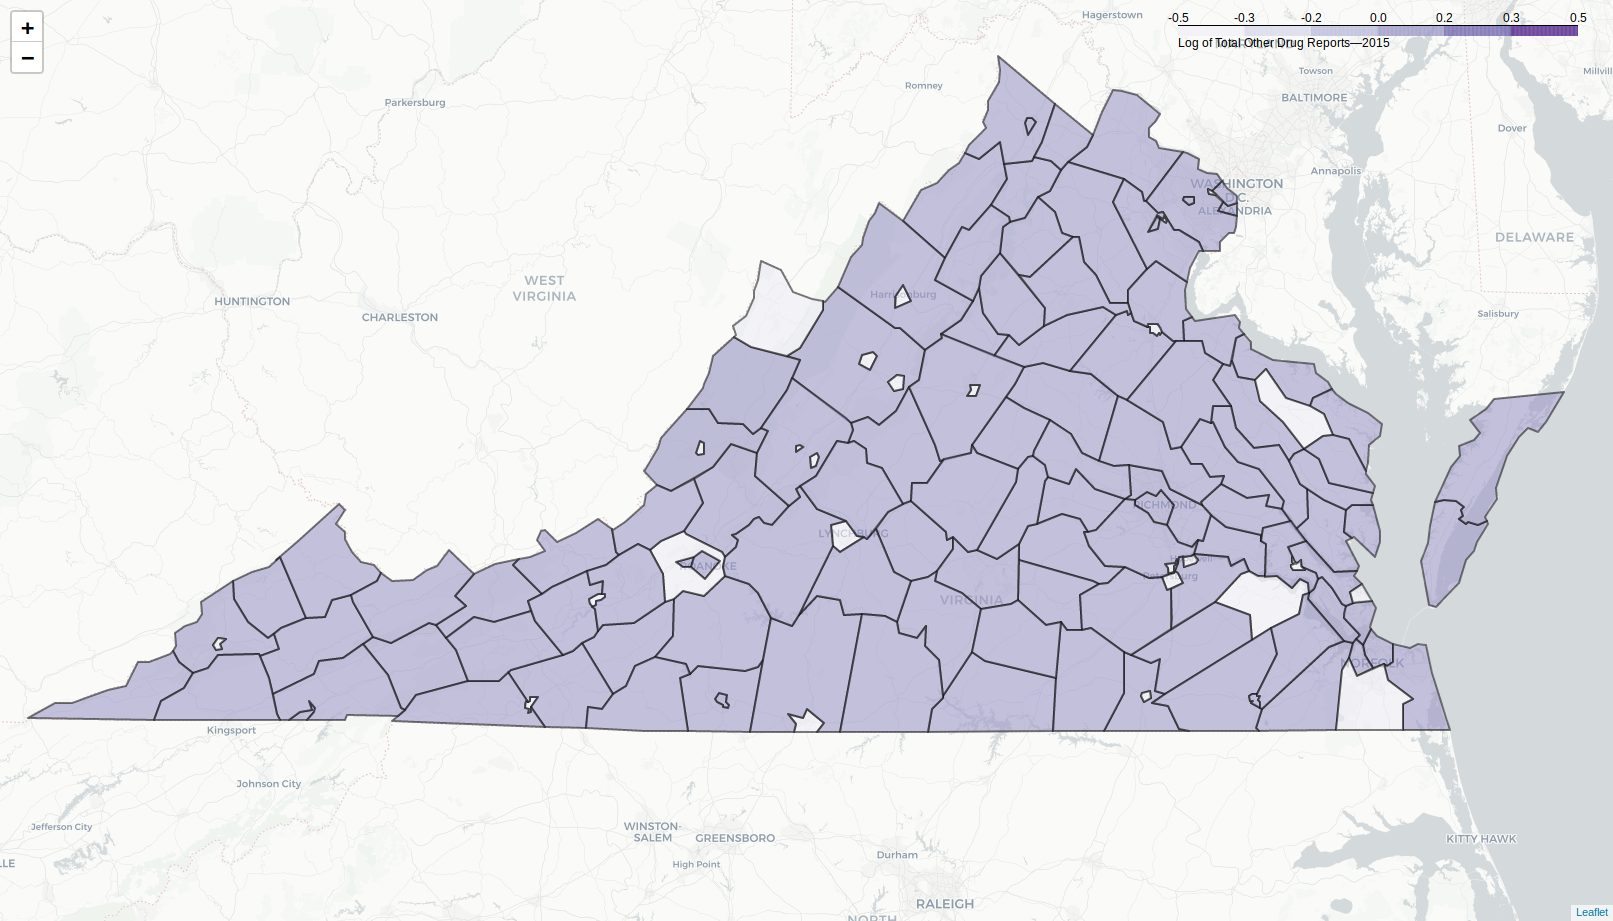 +
−
-0.5 -0.3 -0.2 0.0 0.2 0.3 0.5
Log of Total Other Drug Reports—2015
Hagerstown
Towson
Millvill
Romney
BALTIMORE
Parkersburg
Dover
Annapolis
WASHINGTON
D.C.
ALEXANDRIA
DELAWARE
WEST
VIRGINIA
Harrisonburg
HUNTINGTON
CHARLESTON
Salisbury
RICHMOND
LYNCHBURG
ROANOKE
Petersburg
VIRGINIA
NORFOLK
Kingsport
Johnson City
Jefferson City
WINSTON-
SALEM
GREENSBORO
KITTY HAWK
High Point
Durham
LLE
RALEIGH
NORTH
Leaflet